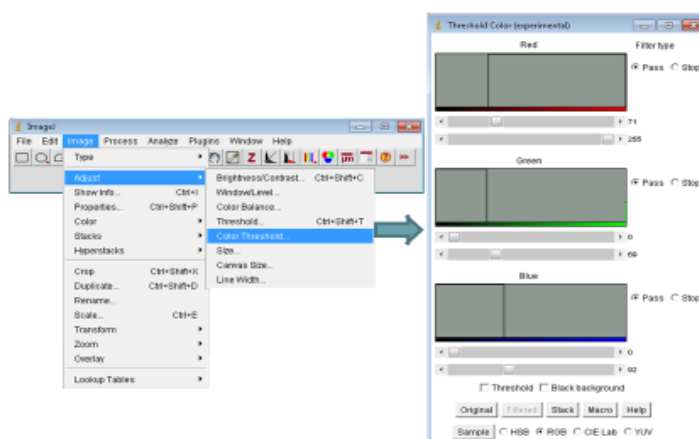 ImageJ
File Edit Image Process Analyze Plugins Window Help
Type
Adjust
Show Info... Ctrl+I
Properties... Ctrl+Shift+P
Color
Stacks
Hyperstacks
Crop Ctrl+Shift+X
Duplicate... Ctrl+Shift+D
Rename...
Scale... Ctrl+E
Transform
Zoom
Overlay
Lookup Tables
Brightness/Contrast... Ctrl+Shift+C
Window/Level...
Color Balance...
Threshold... Ctrl+Shift+T
Color Threshold...
Size...
Canvas Size...
Line Width...
Threshold Color (experimental)
Red Filter type
Pass Stop
71
255
Green
Pass Stop
0
69
Blue
Pass Stop
0
92
Threshold Black background
Original Filtered Stack Macro Help
Sample HSB RGB CIE Lab YUV